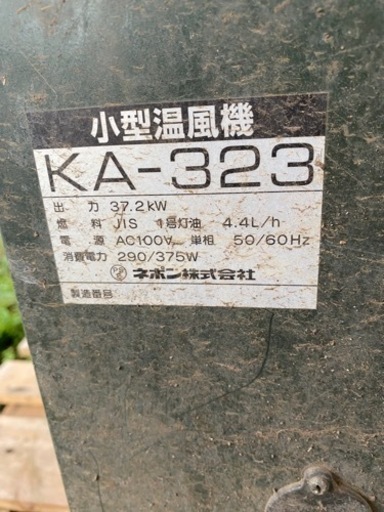 小型温風機
KA-323
出 力 37.2kW
燃 料 JIS 1号灯油 4.4L/h
電 源 AC100V 単相 50/60Hz
消費電力 290/375W
ネポン株式会社
製造番号